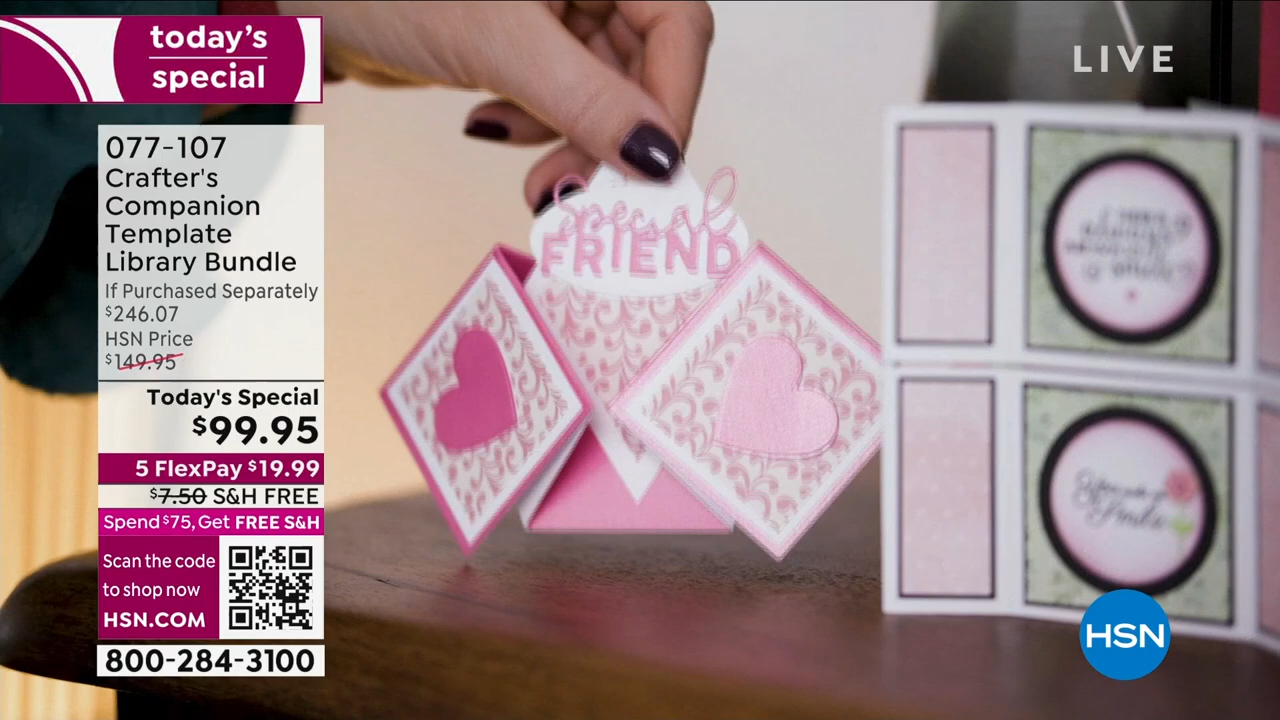 today's
special
LIVE
077-107
Crafter's
Companion
Template
Library Bundle
If Purchased Separately
$246.07
HSN Price
$149.95
Today's Special
$99.95
5 FlexPay $19.99
$7.50 S&H FREE
Spend $75, Get FREE S&H
Scan the code
to shop now
HSN.COM
800-284-3100
Special
FRIEND
HSN